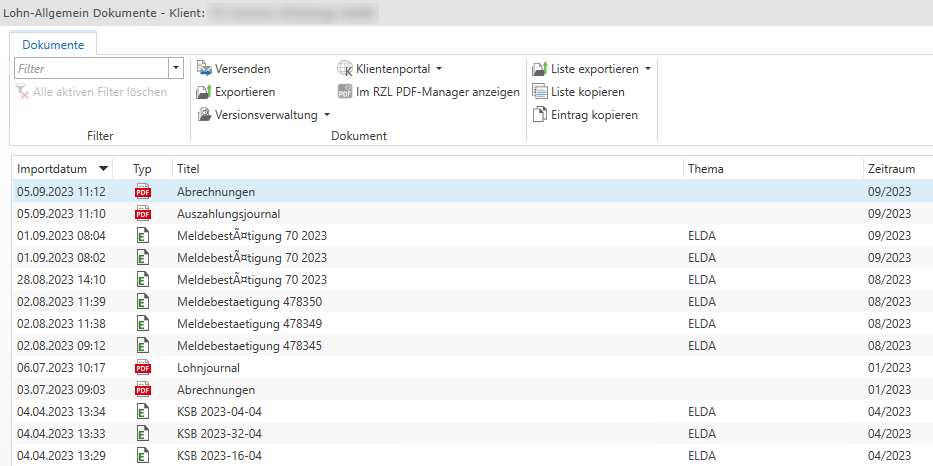 Lohn-Allgemein Dokumente - Klient:
Dokumente
Filter
Alle aktiven Filter löschen
Filter
Versenden
Exportieren
Versionsverwaltung
Klientenportal
Im RZL PDF-Manager anzeigen
Dokument
Liste exportieren
Liste kopieren
Eintrag kopieren
Importdatum Typ Titel Thema Zeitraum
05.09.2023 11:12 PDF Abrechnungen 09/2023
05.09.2023 11:10 PDF Auszahlungsjournal 09/2023
01.09.2023 08:04 E MeldebestÃ¤tigung 70 2023 ELDA 09/2023
01.09.2023 08:02 E MeldebestÃ¤tigung 70 2023 ELDA 09/2023
28.08.2023 14:10 E MeldebestÃ¤tigung 70 2023 ELDA 08/2023
02.08.2023 11:39 E Meldebestaetigung 478350 ELDA 08/2023
02.08.2023 11:38 E Meldebestaetigung 478349 ELDA 08/2023
02.08.2023 09:12 E Meldebestaetigung 478345 ELDA 08/2023
06.07.2023 10:17 PDF Lohnjournal 01/2023
03.07.2023 09:03 PDF Abrechnungen 01/2023
04.04.2023 13:34 E KSB 2023-04-04 ELDA 04/2023
04.04.2023 13:33 E KSB 2023-32-04 ELDA 04/2023
04.04.2023 13:29 E KSB 2023-16-04 ELDA 04/2023